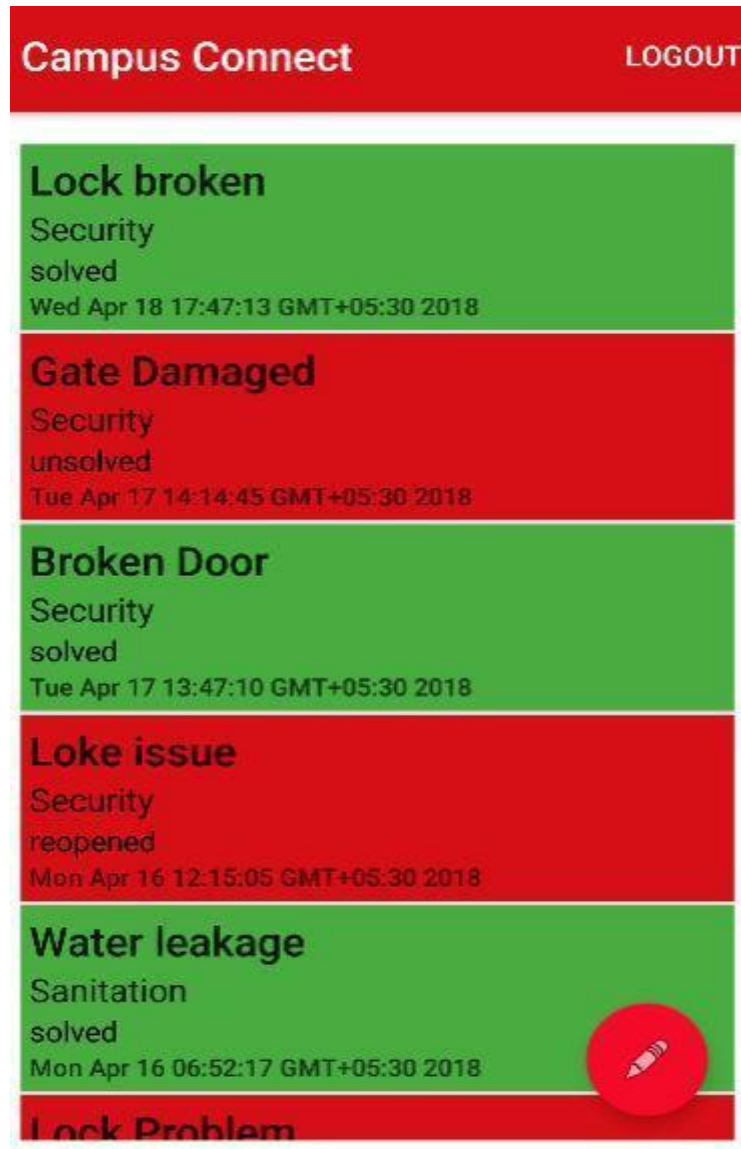 Campus Connect
LOGOUT
Lock broken
Security
solved
Wed Apr 18 17:47:13 GMT+05:30 2018
Gate Damaged
Security
unsolved
Tue Apr 17 14:14:45 GMT+05:30 2018
Broken Door
Security
solved
Tue Apr 17 13:47:10 GMT+05:30 2018
Loke issue
Security
reopened
Mon Apr 16 12:15:05 GMT+05:30 2018
Water leakage
Sanitation
solved
Mon Apr 16 06:52:17 GMT+05:30 2018
Lock Problem